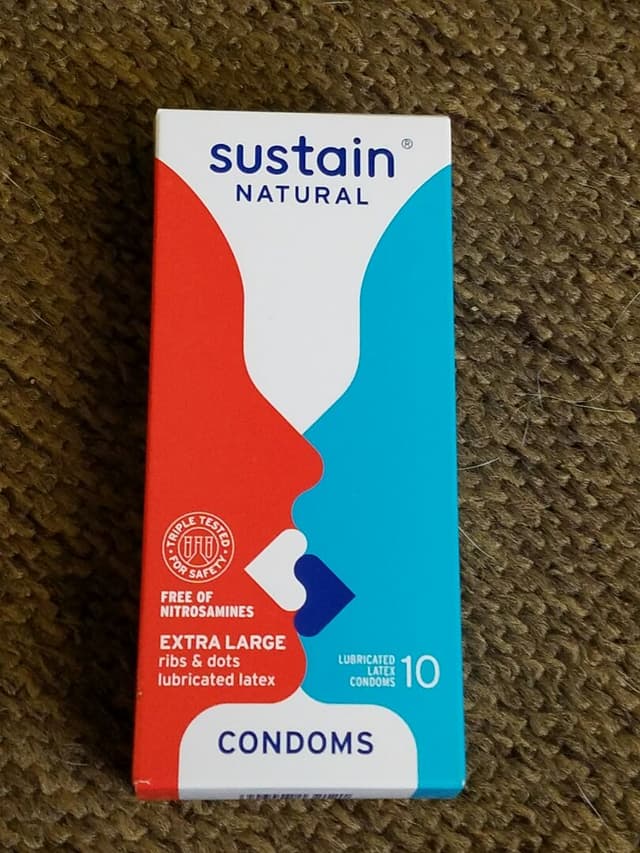 sustain®
NATURAL
TRIPLE TESTED
FOR SAFETY
FREE OF
NITROSAMINES
EXTRA LARGE
ribs & dots
lubricated latex
LUBRICATED
LATEX
CONDOMS
10
CONDOMS